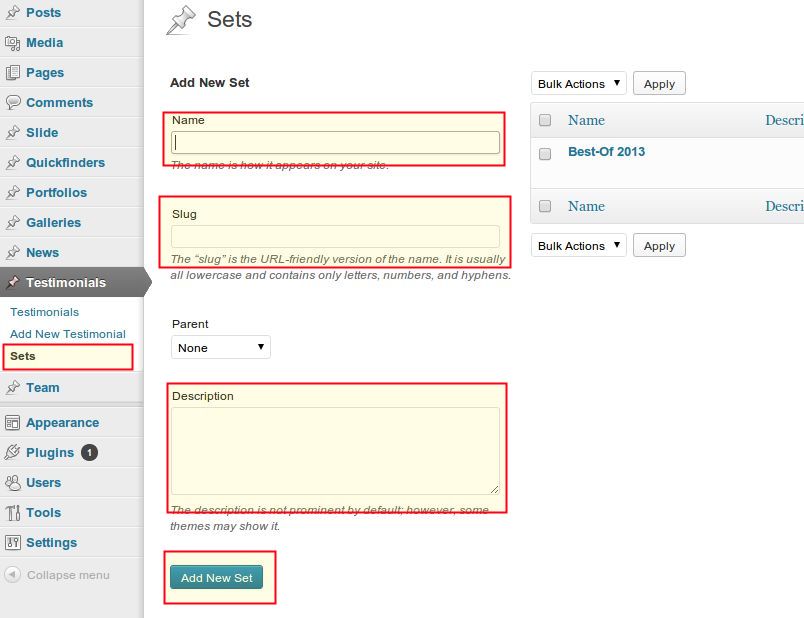 Posts
Media
Pages
Comments
Slide
Quickfinders
Portfolios
Galleries
News
Testimonials
Testimonials
Add New Testimonial
Sets
Team
Appearance
Plugins 1
Users
Tools
Settings
Collapse menu
Sets
Add New Set
Name
The name is how it appears on your site.
Slug
The “slug” is the URL-friendly version of the name. It is usually
all lowercase and contains only letters, numbers, and hyphens.
Parent
None
Description
The description is not prominent by default; however, some
themes may show it.
Add New Set
Bulk Actions Apply
Name Descri
Best-Of 2013
Name Descri
Bulk Actions Apply